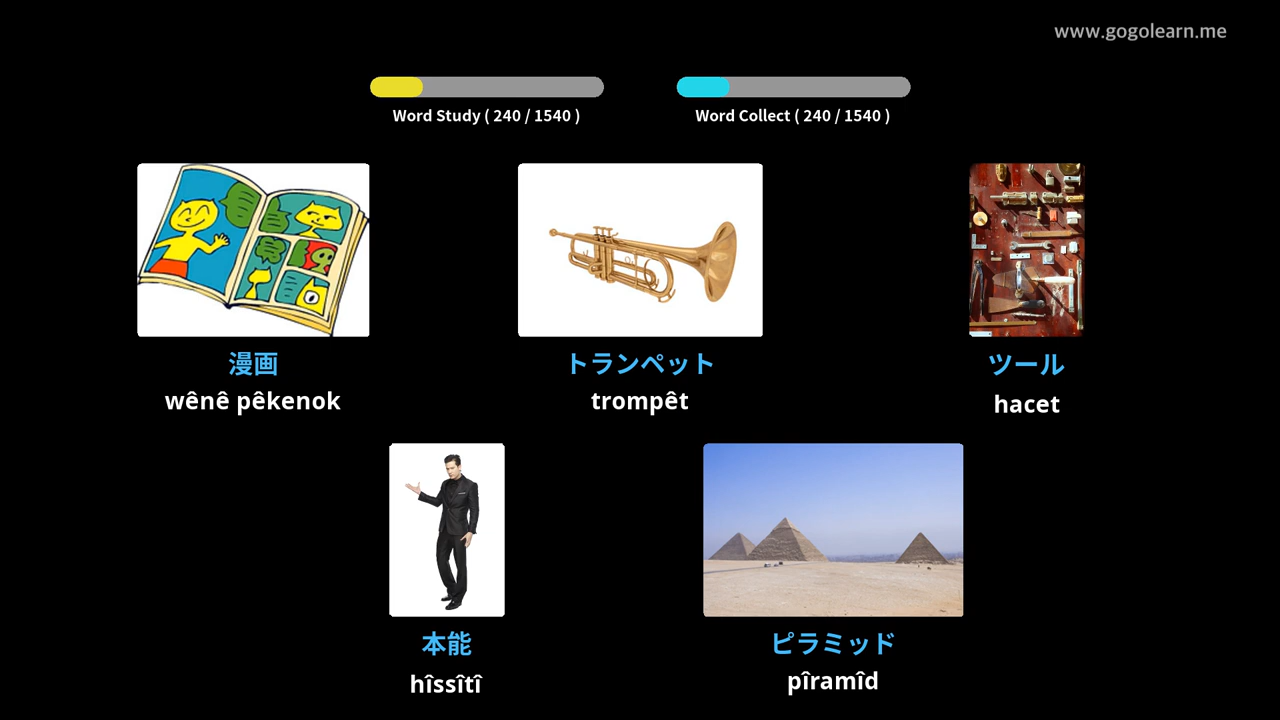 www.gogolearn.me
Word Study ( 240 / 1540 )
Word Collect ( 240 / 1540 )
漫画
wênê pêkenok
トランペット
trompêt
ツール
hacet
本能
hîssîtî
ピラミッド
pîramîd